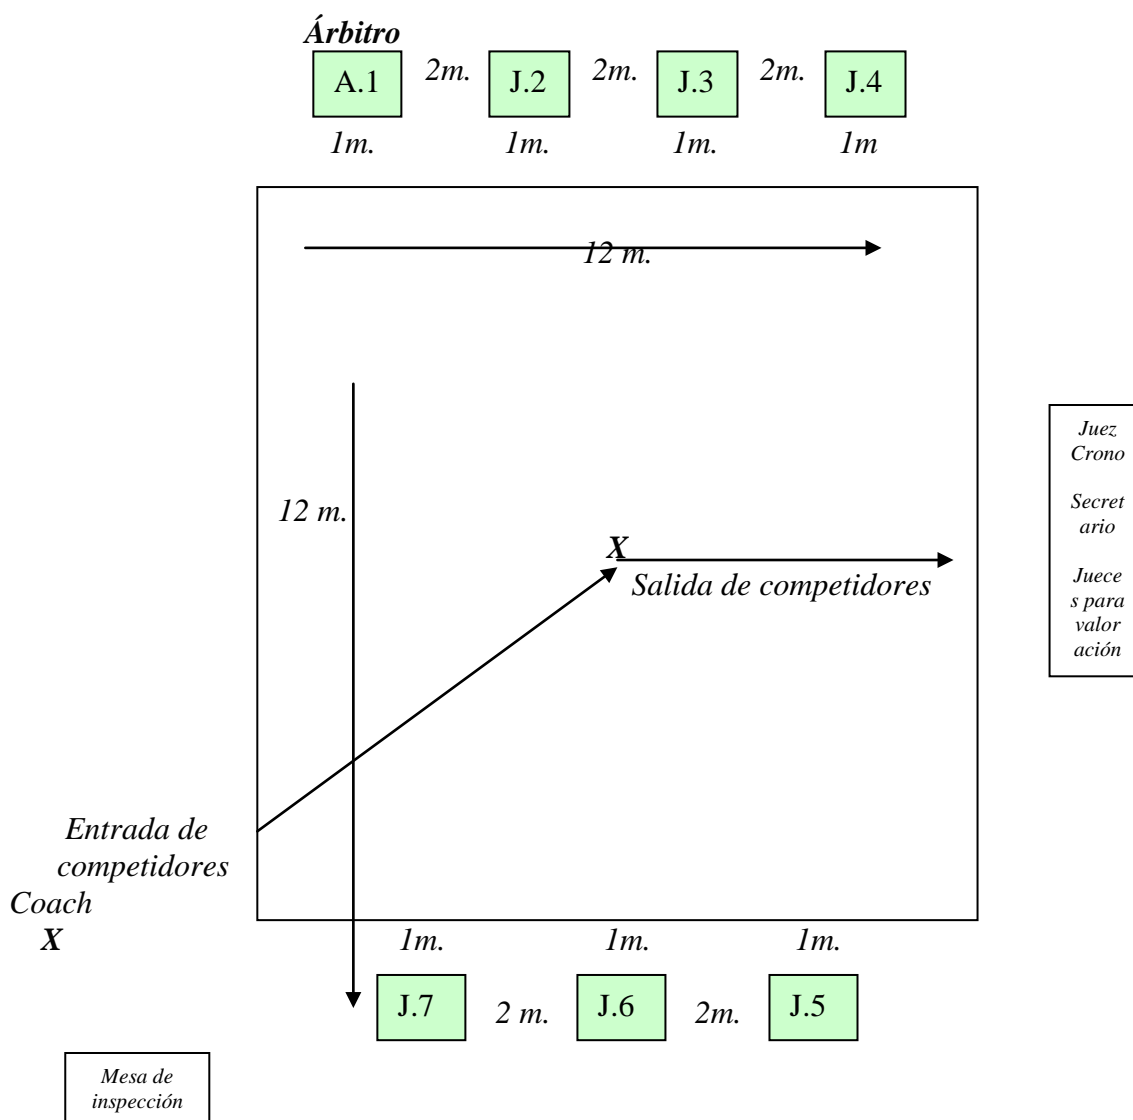 Árbitro
A.1 2m. J.2 2m. J.3 2m. J.4
1m. 1m. 1m. 1m
12 m.
12 m.
Juez
Crono
Secret
ario
Juece
s para
valor
ación
X
Salida de competidores
Entrada de
competidores
Coach
X
1m. 1m. 1m.
J.7 2 m. J.6 2m. J.5
Mesa de
inspección